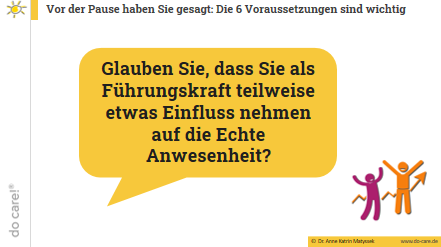 Vor der Pause haben Sie gesagt: Die 6 Voraussetzungen sind wichtig
Glauben Sie, dass Sie als
Führungskraft teilweise
etwas Einfluss nehmen
auf die Echte
Anwesenheit?
do care!®
© Dr. Anne Katrin Matyssek www.do-care.de